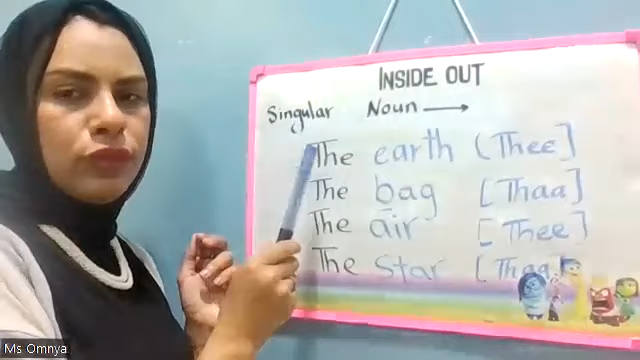 INSIDE OUT
Singular Noun
The earth (Thee]
The bag [Thaa]
The air [Thee]
The star [Thaa
Ms Omnya